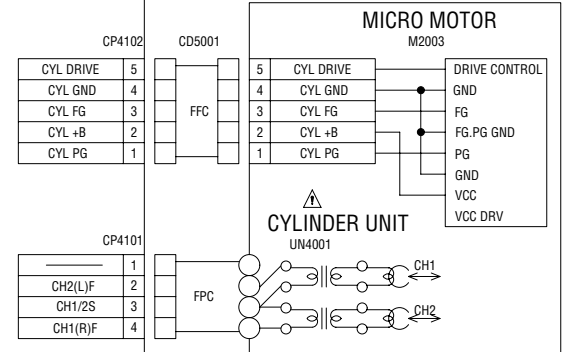 MICRO MOTOR
M2003
CP4102
CD5001
CYL DRIVE 5
CYL GND 4
CYL FG 3
CYL +B 2
CYL PG 1
FFC
5 CYL DRIVE
4 CYL GND
3 CYL FG
2 CYL +B
1 CYL PG
DRIVE CONTROL
GND
FG
FG.PG GND
PG
GND
VCC
VCC DRV
CYLINDER UNIT
UN4001
CP4101
1
CH2(L)F 2
CH1/2S 3
CH1(R)F 4
FPC
CH1
CH2